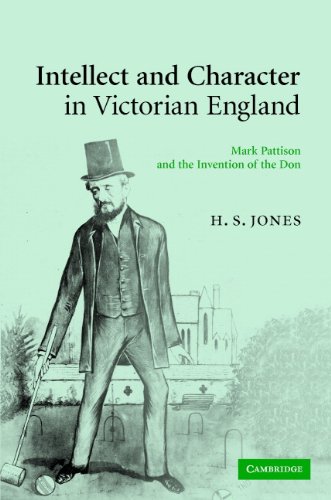 Intellect and Character
in Victorian England
Mark Pattison
and the Invention of the Don
H. S. JONES
CAMBRIDGE